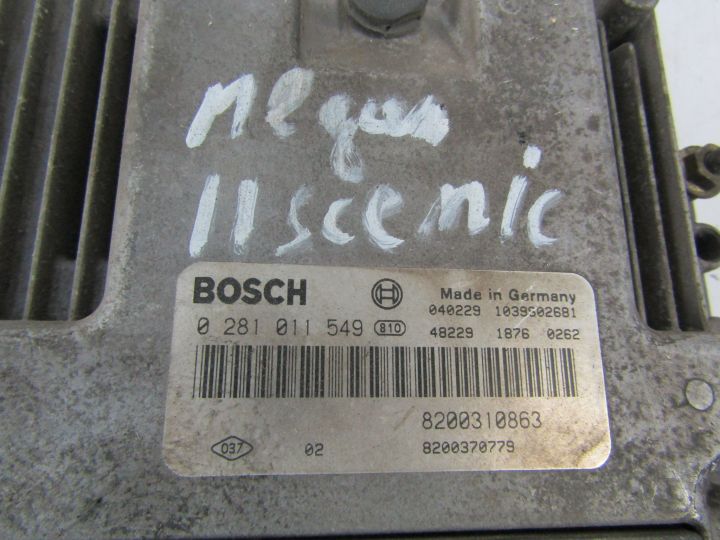 Megan
II scenic
BOSCH Made in Germany
040229 1039S02681
0 281 011 549 810 48229 1876 0262
8200310863
037 02 8200370779